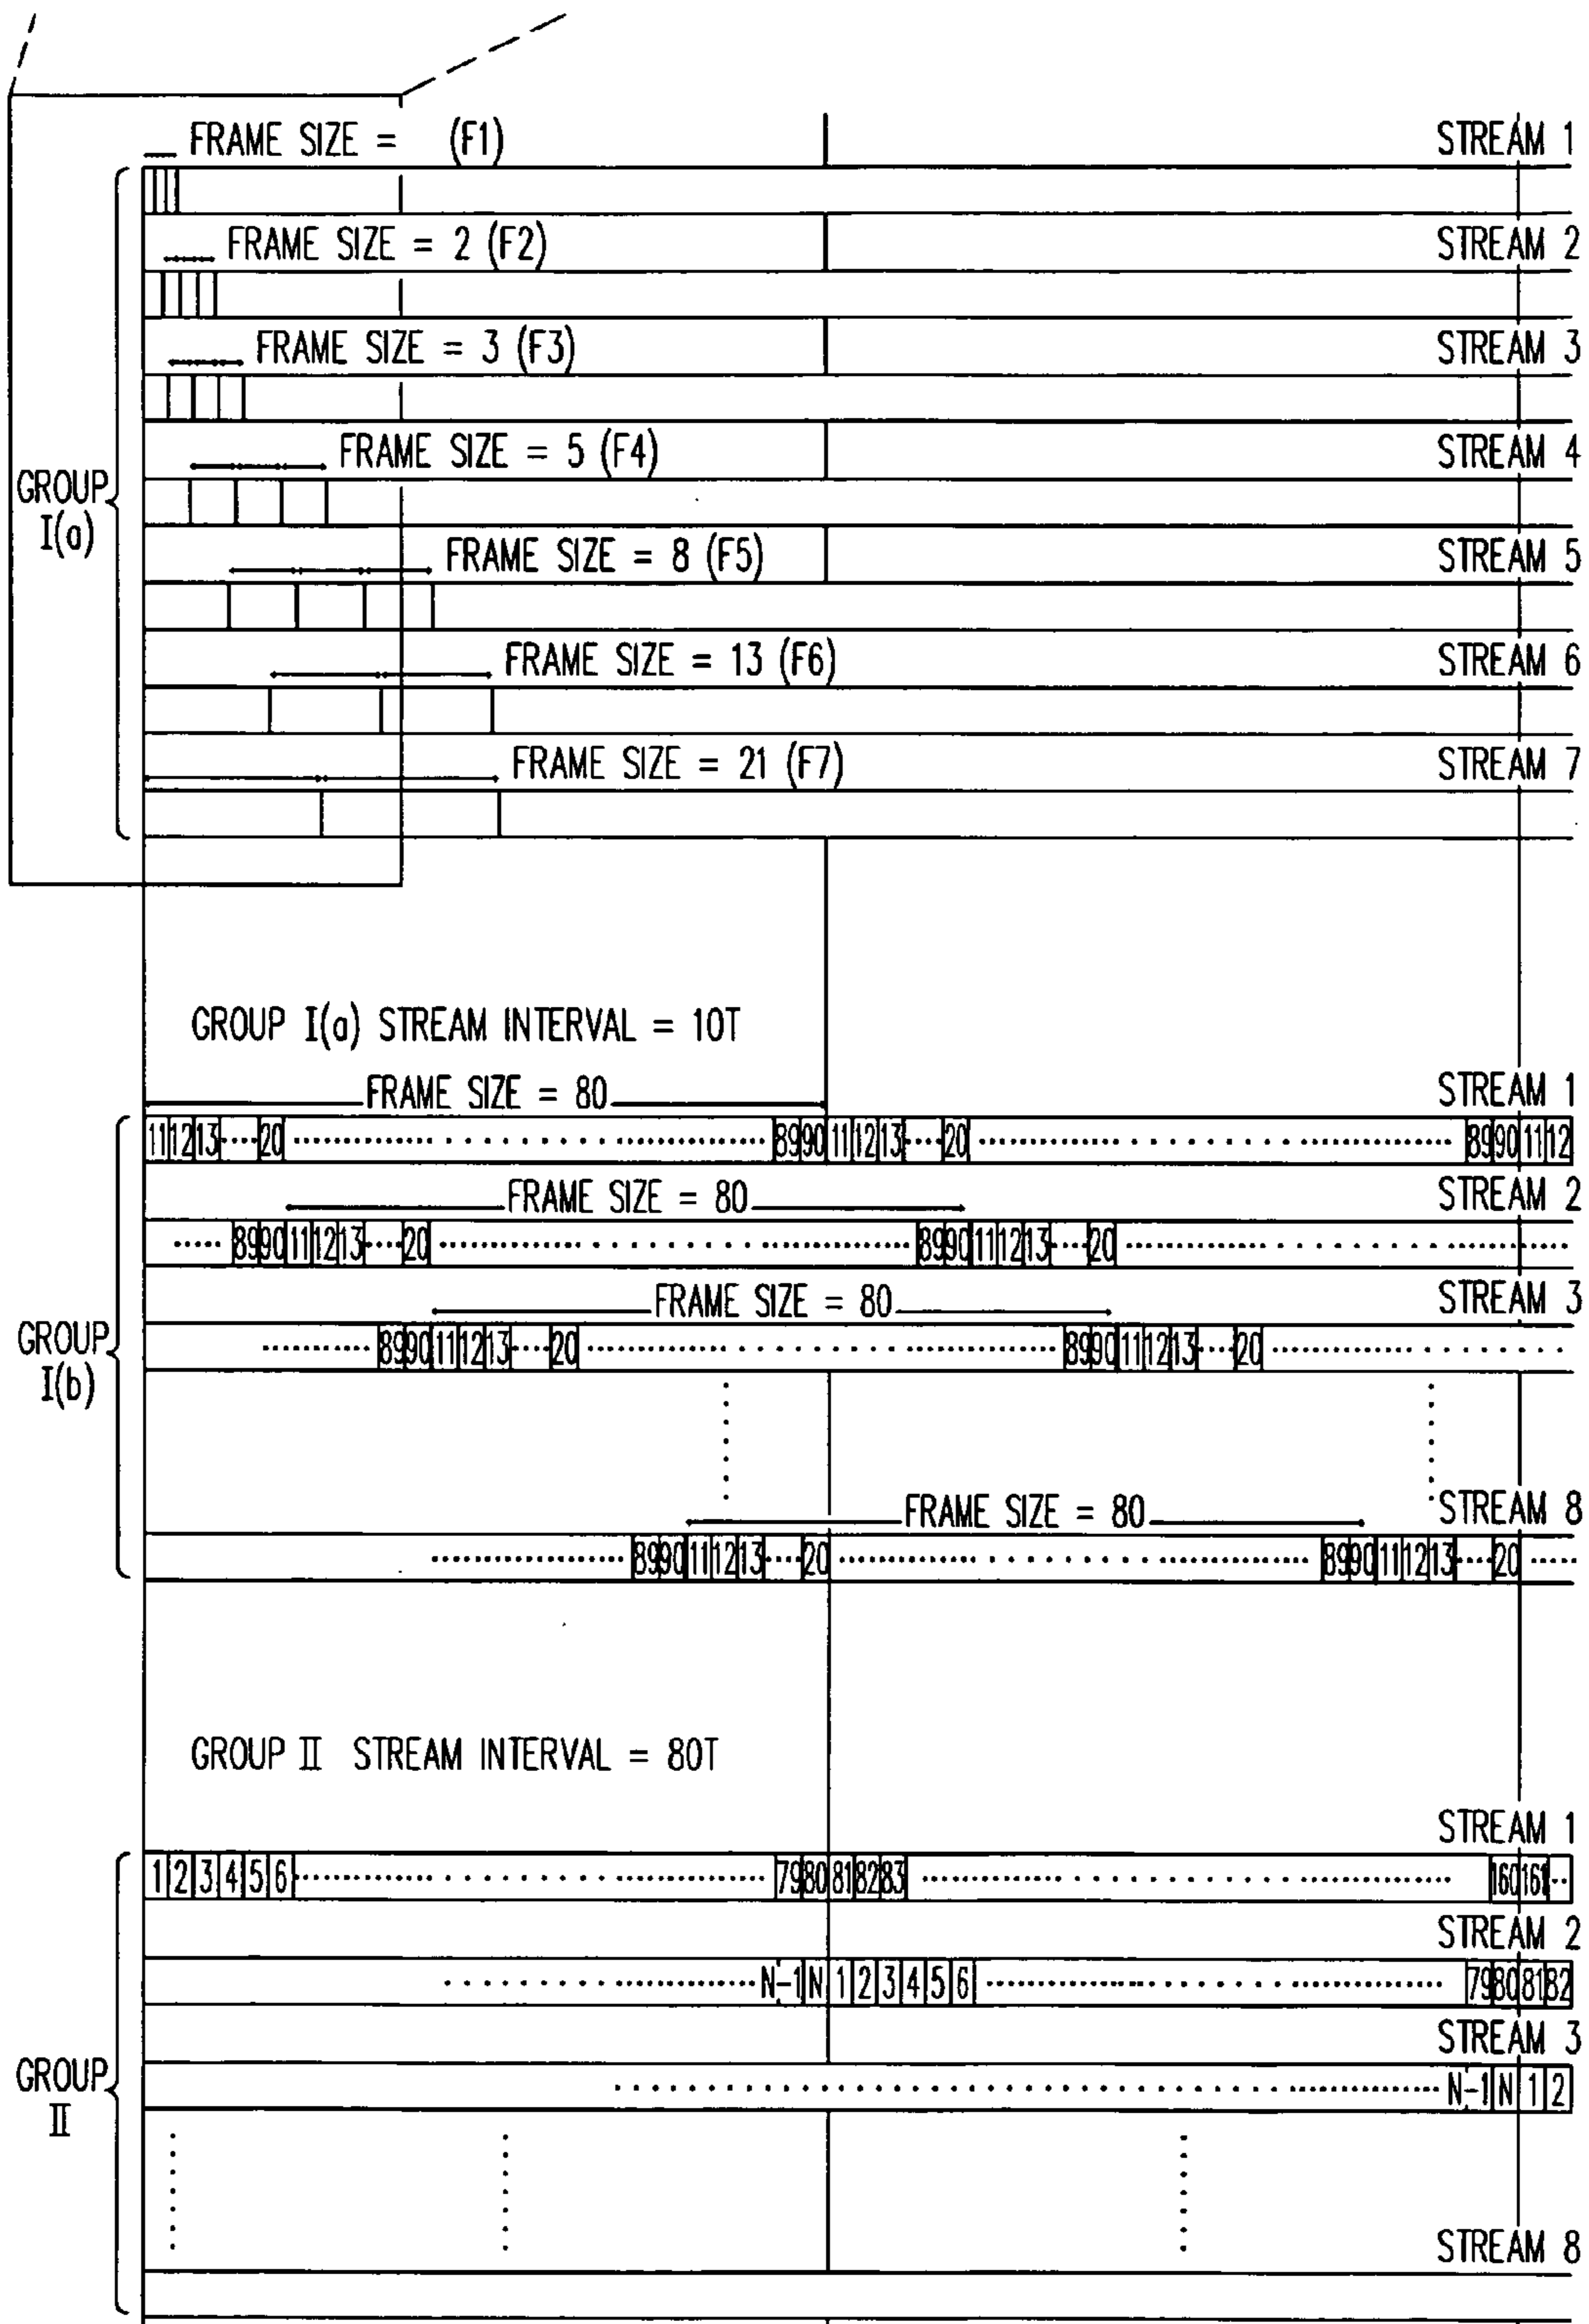 STREAM 1
FRAME SIZE = (F1)
STREAM 2
FRAME SIZE = 2 (F2)
STREAM 3
FRAME SIZE = 3 (F3)
STREAM 4
FRAME SIZE = 5 (F4)
GROUP I(a)
STREAM 5
FRAME SIZE = 8 (F5)
STREAM 6
FRAME SIZE = 13 (F6)
STREAM 7
FRAME SIZE = 21 (F7)
GROUP I(a) STREAM INTERVAL = 10T
STREAM 1
FRAME SIZE = 80
11 12 13 20 89 90 11 12 13 20 89 90 11 12
STREAM 2
FRAME SIZE = 80
89 90 11 12 13 20 89 90 11 12 13 20
STREAM 3
FRAME SIZE = 80
GROUP I(b)
89 90 11 12 13 20 89 90 11 12 13 20
STREAM 8
FRAME SIZE = 80
89 90 11 12 13 20 89 90 11 12 13 20
GROUP II STREAM INTERVAL = 80T
STREAM 1
1 2 3 4 5 6 79 80 81 82 83 160 161
STREAM 2
N-1 N 1 2 3 4 5 6 79 80 81 82
STREAM 3
GROUP II
N-1 N 1 2
STREAM 8